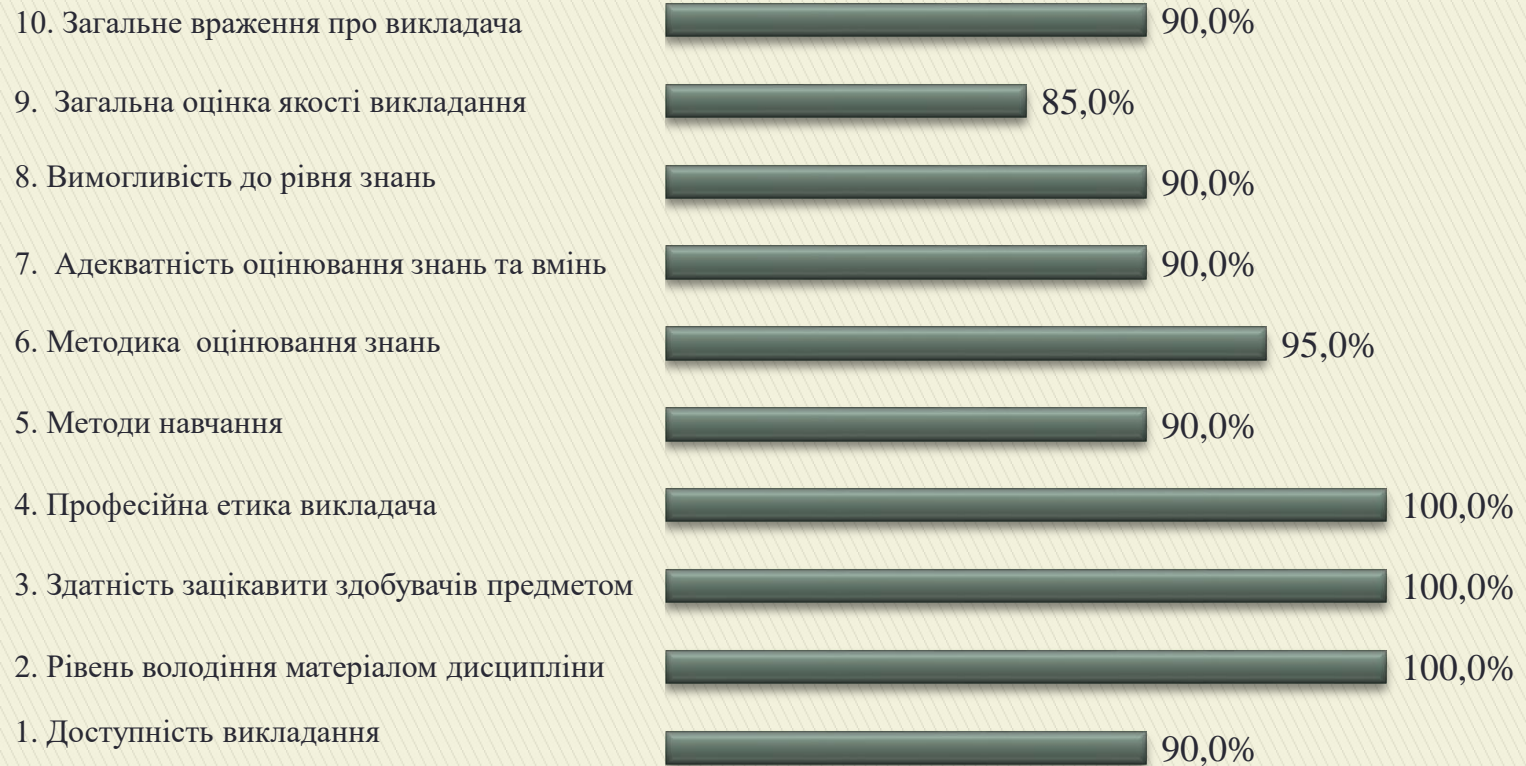 10. Загальне враження про викладача 90,0%
9. Загальна оцінка якості викладання 85,0%
8. Вимогливість до рівня знань 90,0%
7. Адекватність оцінювання знань та вмінь 90,0%
6. Методика оцінювання знань 95,0%
5. Методи навчання 90,0%
4. Професійна етика викладача 100,0%
3. Здатність зацікавити здобувачів предметом 100,0%
2. Рівень володіння матеріалом дисципліни 100,0%
1. Доступність викладання 90,0%